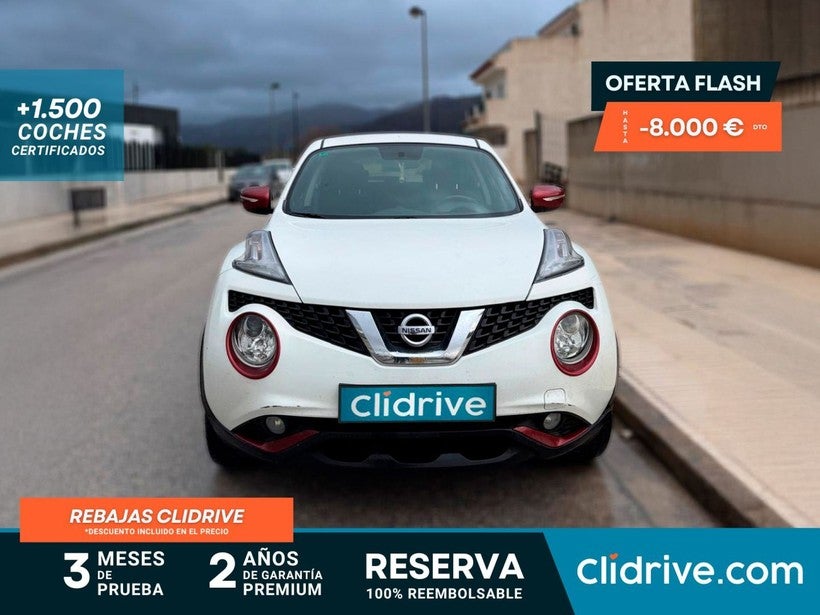 +1.500
COCHES
CERTIFICADOS
OFERTA FLASH
HASTA
-8.000 € DTO
NISSAN
Clidrive
REBAJAS CLIDRIVE
*DESCUENTO INCLUIDO EN EL PRECIO
3 MESES DE PRUEBA
2 AÑOS DE GARANTÍA PREMIUM
RESERVA
100% REEMBOLSABLE
Clidrive.com